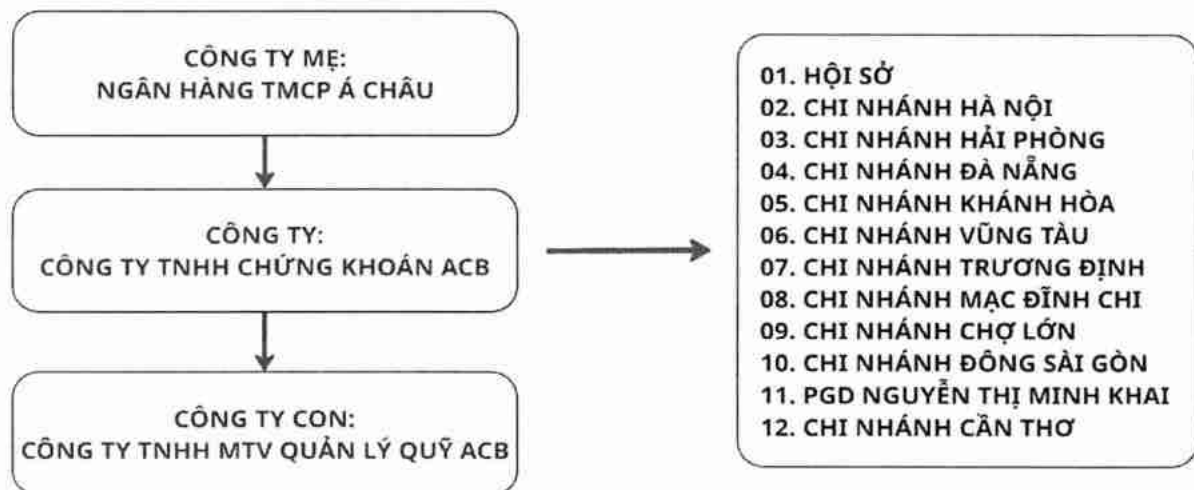 CÔNG TY MẸ:
NGÂN HÀNG TMCP Á CHÂU
CÔNG TY:
CÔNG TY TNHH CHỨNG KHOÁN ACB
CÔNG TY CON:
CÔNG TY TNHH MTV QUẢN LÝ QUỸ ACB
01. HỘI SỞ
02. CHI NHÁNH HÀ NỘI
03. CHI NHÁNH HẢI PHÒNG
04. CHI NHÁNH ĐÀ NẴNG
05. CHI NHÁNH KHÁNH HÒA
06. CHI NHÁNH VŨNG TÀU
07. CHI NHÁNH TRƯƠNG ĐỊNH
08. CHI NHÁNH MẠC ĐĨNH CHI
09. CHI NHÁNH CHỢ LỚN
10. CHI NHÁNH ĐÔNG SÀI GÒN
11. PGD NGUYỄN THỊ MINH KHAI
12. CHI NHÁNH CẦN THƠ